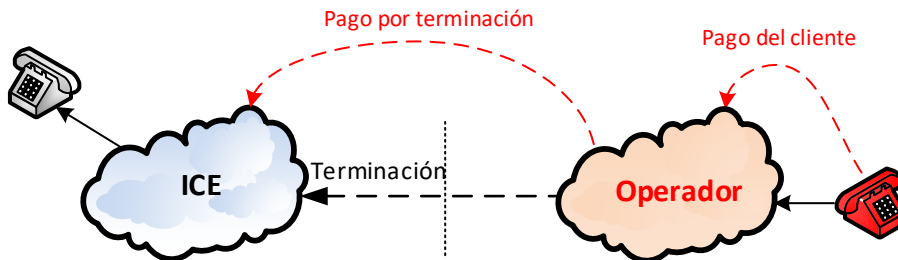 Pago por terminación
Pago del cliente
Terminación
ICE
Operador